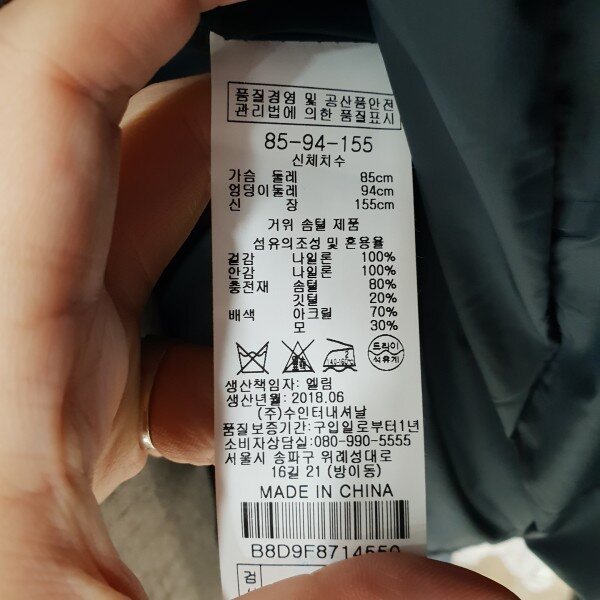 품질경영 및 공산품안전
관리법에 의한 품질표시
85-94-155
신체치수
가슴 둘레 85cm
엉덩이둘레 94cm
신 장 155cm
거위 솜털 제품
섬유의조성 및 혼용율
겉감 나일론 100%
안감 나일론 100%
충전재 솜털 80%
깃털 20%
배색 아크릴 70%
모 30%
드라이
석유계
생산책임자: 엘림
생산년월: 2018.06
(주)수인터내셔날
품질보증기간:구입일로부터1년
소비자상담실:080-990-5555
서울시 송파구 위례성대로
16길 21 (방이동)
MADE IN CHINA
검